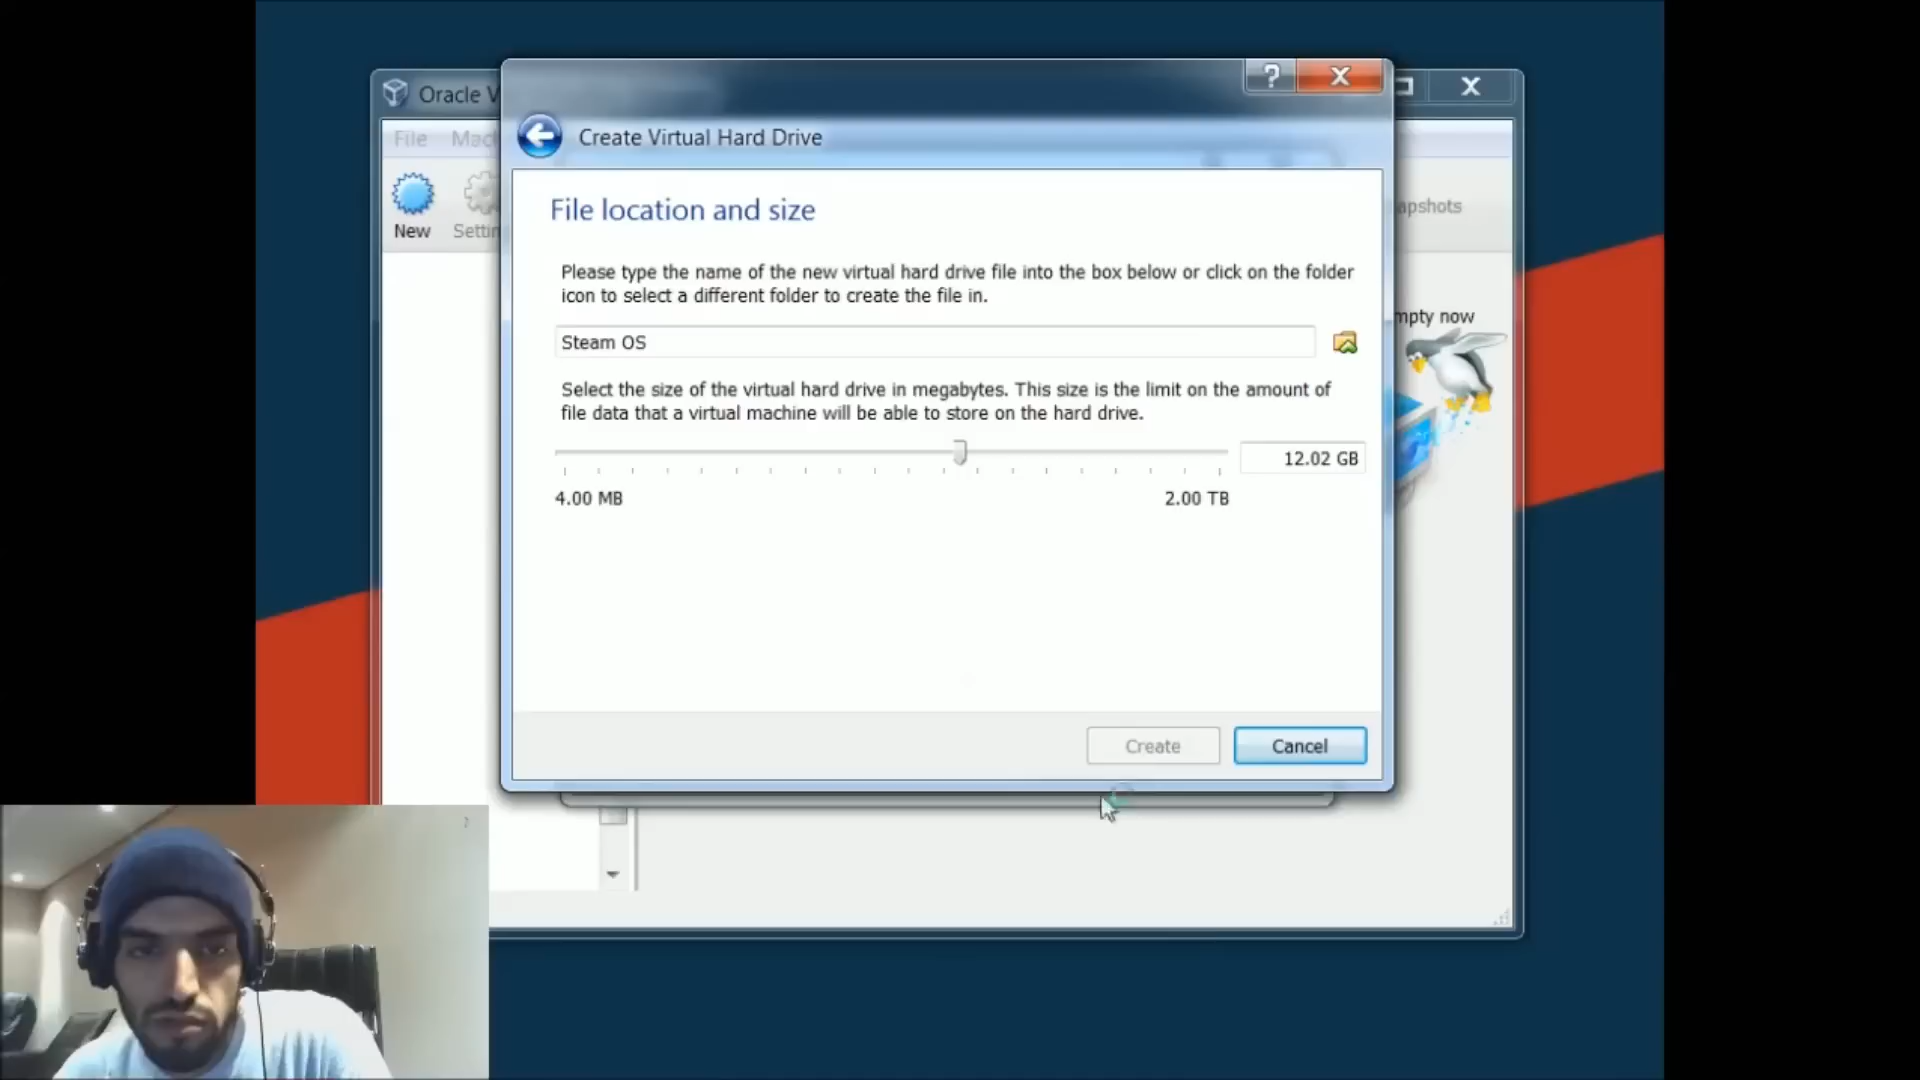 Oracle V
File Mac
New Settin
Create Virtual Hard Drive
?
File location and size
Please type the name of the new virtual hard drive file into the box below or click on the folder
icon to select a different folder to create the file in.
Steam OS
Select the size of the virtual hard drive in megabytes. This size is the limit on the amount of
file data that a virtual machine will be able to store on the hard drive.
12.02 GB
4.00 MB 2.00 TB
Create Cancel
apshots
mpty now